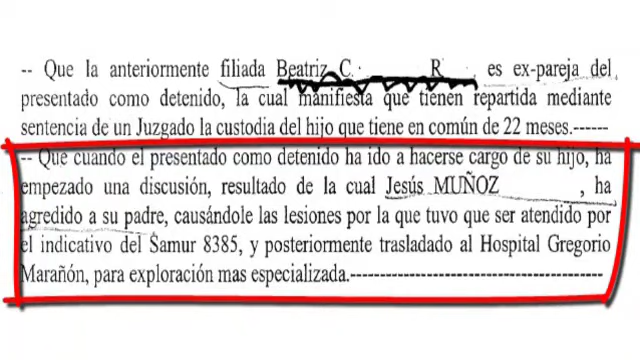 -- Que la anteriormente filiada Beatriz C. R. es ex-pareja del
presentado como detenido, la cual manifiesta que tienen repartida mediante
sentencia de un Juzgado la custodia del hijo que tiene en común de 22 meses.------
-- Que cuando el presentado como detenido ha ido a hacerse cargo de su hijo, ha
empezado una discusión, resultado de la cual Jesús MUÑOZ , ha
agredido a su padre, causándole las lesiones por la que tuvo que ser atendido por
el indicativo del Samur 8385, y posteriormente trasladado al Hospital Gregorio
Marañón, para exploración mas especializada.-----------------------------------